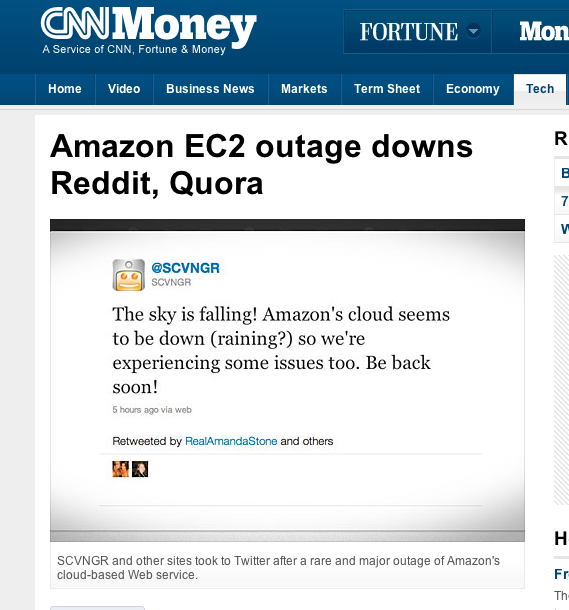 CNNMoney
A Service of CNN, Fortune & Money
FORTUNE
Mon
Home Video Business News Markets Term Sheet Economy Tech
Amazon EC2 outage downs
Reddit, Quora
@SCVNGR
SCVNGR
The sky is falling! Amazon's cloud seems
to be down (raining?) so we're
experiencing some issues too. Be back
soon!
5 hours ago via web
Retweeted by RealAmandaStone and others
SCVNGR and other sites took to Twitter after a rare and major outage of Amazon's
cloud-based Web service.
R
B
7
W
H
Fr
Th